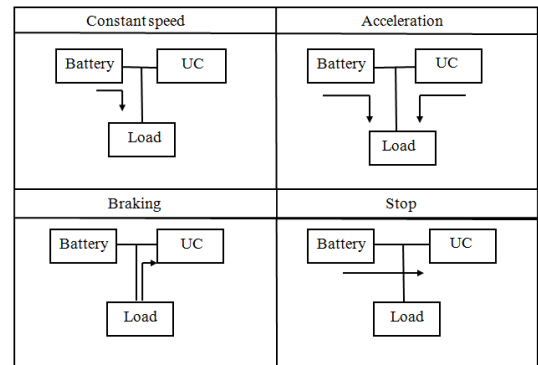 Constant speed
Acceleration
Battery
UC
Load
Battery
UC
Load
Braking
Stop
Battery
UC
Load
Battery
UC
Load